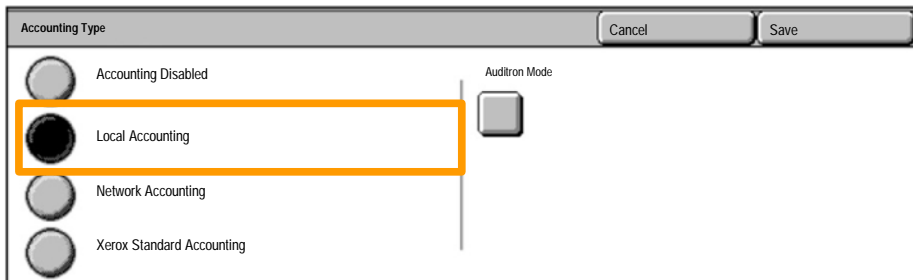 Accounting Type
Cancel
Save
Accounting Disabled
Auditron Mode
Local Accounting
Network Accounting
Xerox Standard Accounting